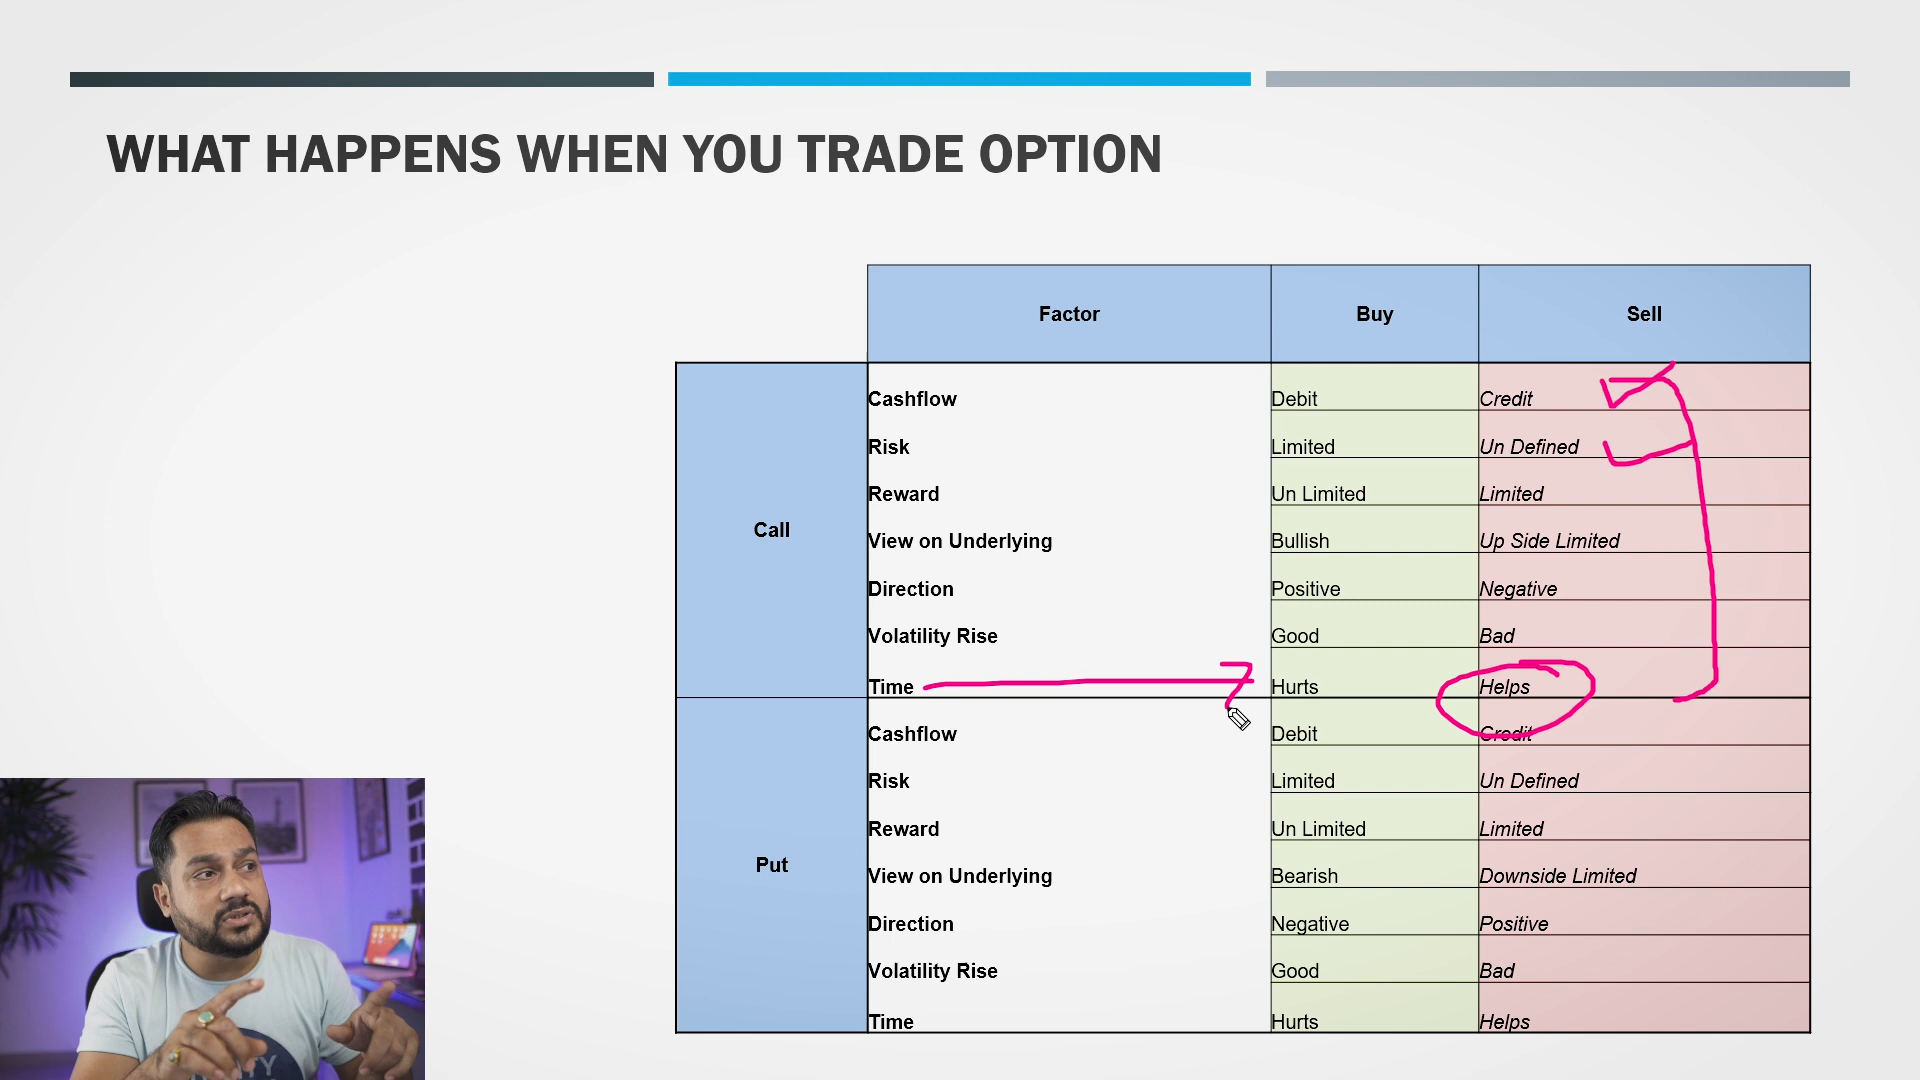 WHAT HAPPENS WHEN YOU TRADE OPTION
Factor Buy Sell
Call
Cashflow Debit Credit
Risk Limited Un Defined
Reward Un Limited Limited
View on Underlying Bullish Up Side Limited
Direction Positive Negative
Volatility Rise Good Bad
Time Hurts Helps
Put
Cashflow Debit Credit
Risk Limited Un Defined
Reward Un Limited Limited
View on Underlying Bearish Downside Limited
Direction Negative Positive
Volatility Rise Good Bad
Time Hurts Helps